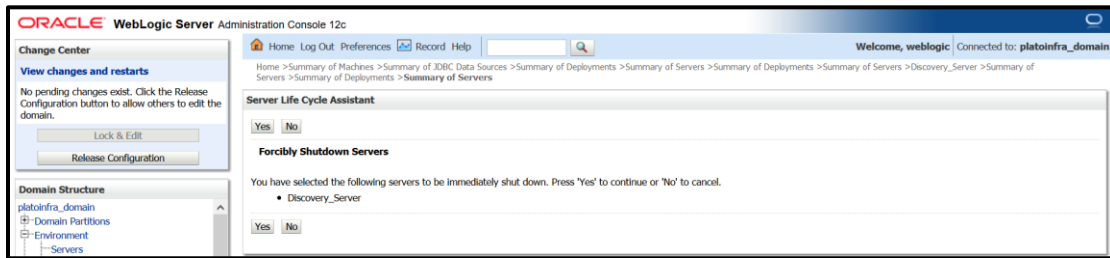 ORACLE WebLogic Server Administration Console 12c
Change Center
View changes and restarts
No pending changes exist. Click the Release
Configuration button to allow others to edit the
domain.
Lock & Edit
Release Configuration
Domain Structure
platoinfra_domain
Domain Partitions
Environment
Servers
Home Log Out Preferences Record Help
Welcome, weblogic Connected to: platoinfra_domain
Home >Summary of Machines >Summary of JDBC Data Sources >Summary of Deployments >Summary of Servers >Summary of Deployments >Summary of Servers >Discovery_Server >Summary of
Servers >Summary of Deployments >Summary of Servers
Server Life Cycle Assistant
Yes No
Forcibly Shutdown Servers
You have selected the following servers to be immediately shut down. Press 'Yes' to continue or 'No' to cancel.
• Discovery_Server
Yes No